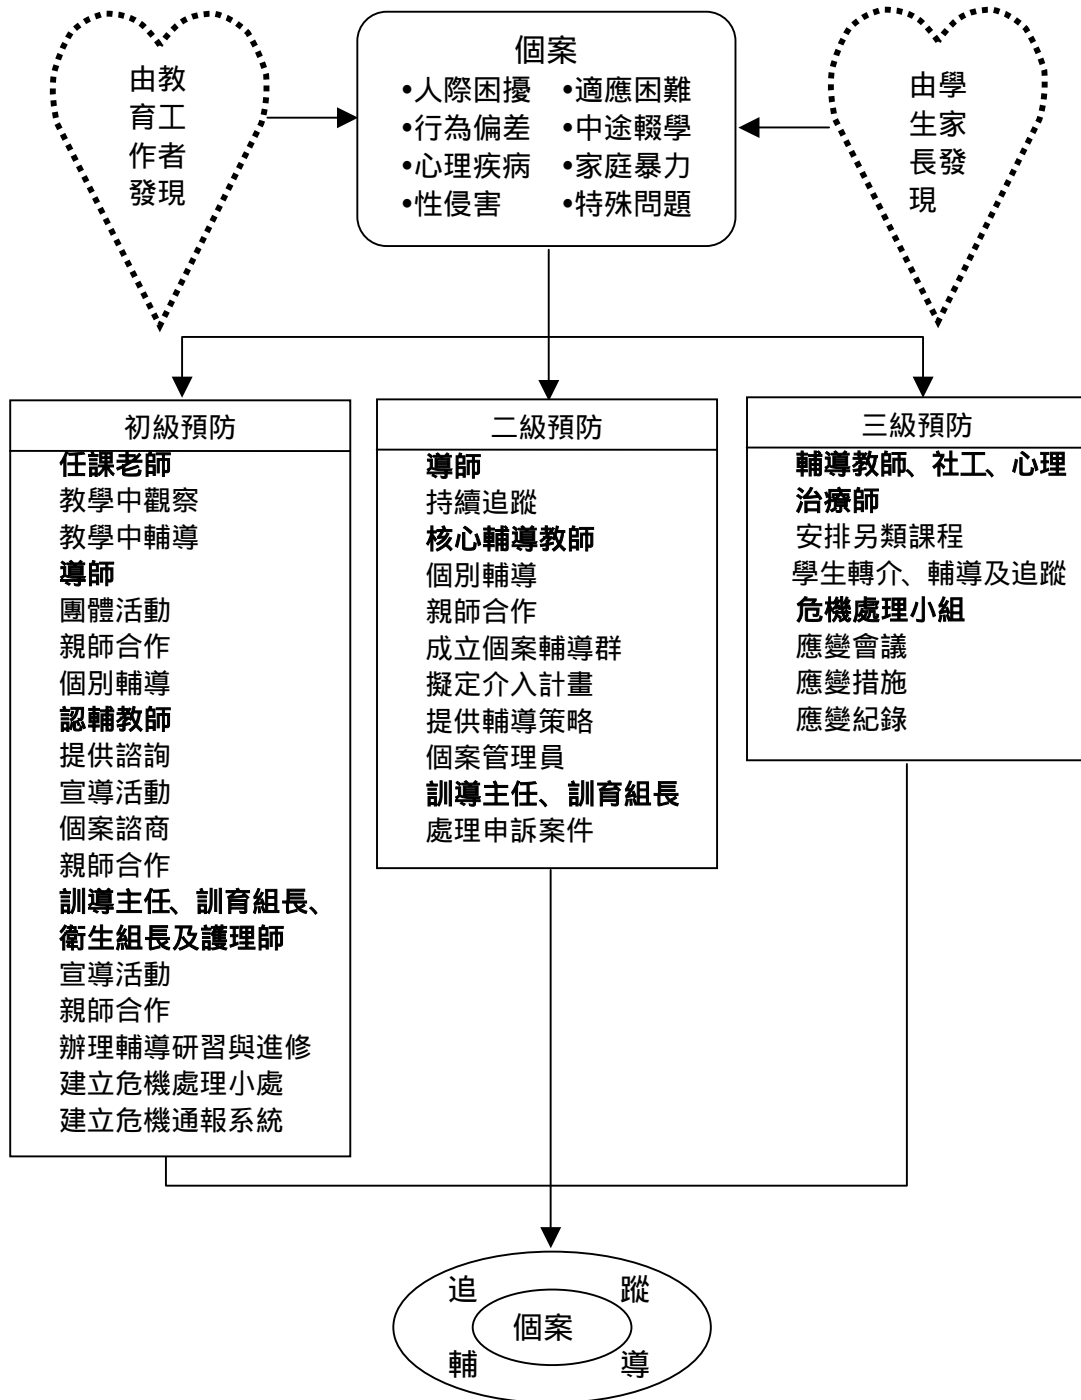 由教
育工
作者
發現
個案
•人際困擾 •適應困難
•行為偏差 •中途輟學
•心理疾病 •家庭暴力
•性侵害 •特殊問題
由學
生家
長發
現
初級預防
任課老師
教學中觀察
教學中輔導
導師
團體活動
親師合作
個別輔導
認輔教師
提供諮詢
宣導活動
個案諮商
親師合作
訓導主任、訓育組長、
衛生組長及護理師
宣導活動
親師合作
辦理輔導研習與進修
建立危機處理小處
建立危機通報系統
二級預防
導師
持續追蹤
核心輔導教師
個別輔導
親師合作
成立個案輔導群
擬定介入計畫
提供輔導策略
個案管理員
訓導主任、訓育組長
處理申訴案件
三級預防
輔導教師、社工、心理
治療師
安排另類課程
學生轉介、輔導及追蹤
危機處理小組
應變會議
應變措施
應變紀錄
追 蹤
個案
輔 導